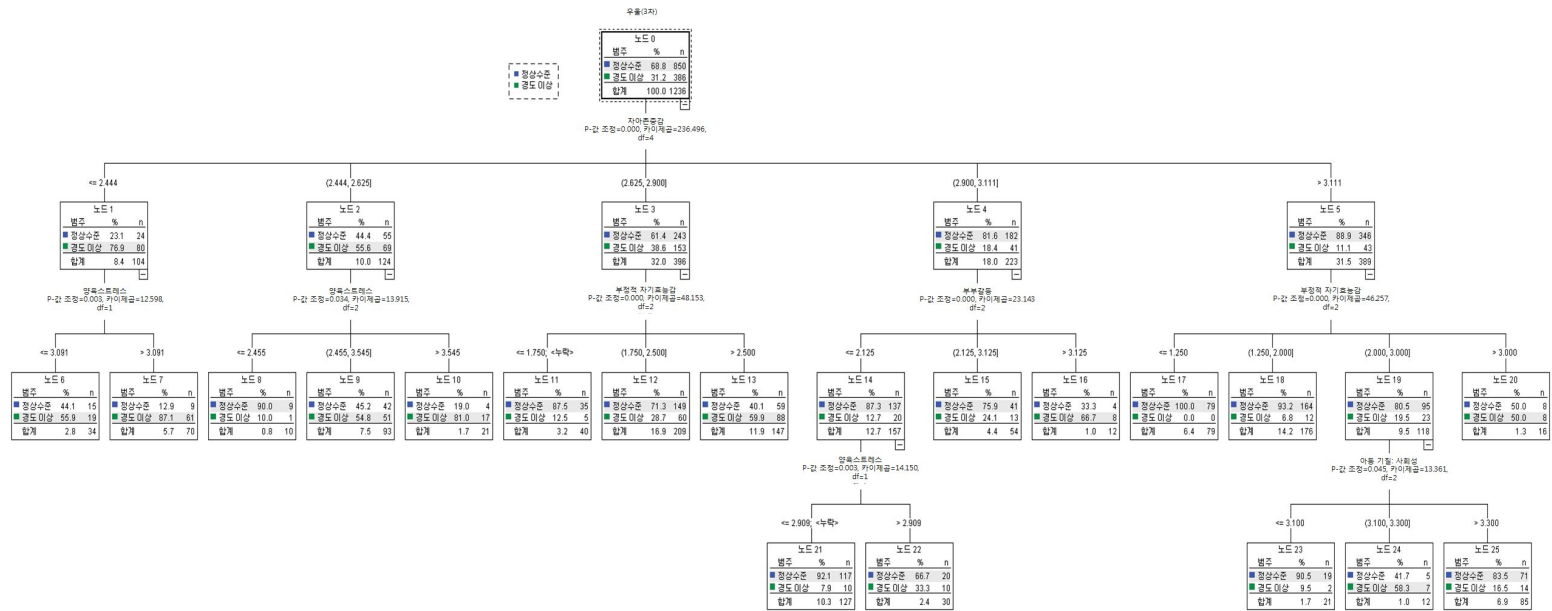 우울(3차)
노드 0
범주 % n
정상수준 68.8 850
경도 이상 31.2 386
합계 100.0 1236
정상수준
경도 이상
자아존중감
P-값 조정=0.000, 카이제곱=236.496,
df=4
<= 2.444
(2.444, 2.625]
(2.625, 2.900]
(2.900, 3.111]
> 3.111
노드 1
범주 % n
정상수준 23.1 24
경도 이상 76.9 80
합계 8.4 104
노드 2
범주 % n
정상수준 44.4 55
경도 이상 55.6 69
합계 10.0 124
노드 3
범주 % n
정상수준 61.4 243
경도 이상 38.6 153
합계 32.0 396
노드 4
범주 % n
정상수준 81.6 182
경도 이상 18.4 41
합계 18.0 223
노드 5
범주 % n
정상수준 88.9 346
경도 이상 11.1 43
합계 31.5 389
양육스트레스
P-값 조정=0.003, 카이제곱=12.598,
df=1
양육스트레스
P-값 조정=0.034, 카이제곱=13.915,
df=2
부정적 자기효능감
P-값 조정=0.000, 카이제곱=48.153,
df=2
부부갈등
P-값 조정=0.000, 카이제곱=23.143
df=2
부정적 자기효능감
P-값 조정=0.000, 카이제곱=46.257,
df=2
<= 3.091
> 3.091
<= 2.455
(2.455, 3.545]
> 3.545
<= 1.750; <누락>
(1.750, 2.500]
> 2.500
<= 2.125
(2.125, 3.125]
> 3.125
<= 1.250
(1.250, 2.000]
(2.000, 3.000]
> 3.000
노드 6
범주 % n
정상수준 44.1 15
경도 이상 55.9 19
합계 2.8 34
노드 7
범주 % n
정상수준 12.9 9
경도 이상 87.1 61
합계 5.7 70
노드 8
범주 % n
정상수준 90.0 9
경도 이상 10.0 1
합계 0.8 10
노드 9
범주 % n
정상수준 45.2 42
경도 이상 54.8 51
합계 7.5 93
노드 10
범주 % n
정상수준 19.0 4
경도 이상 81.0 17
합계 1.7 21
노드 11
범주 % n
정상수준 87.5 35
경도 이상 12.5 5
합계 3.2 40
노드 12
범주 % n
정상수준 71.3 149
경도 이상 28.7 60
합계 16.9 209
노드 13
범주 % n
정상수준 40.1 59
경도 이상 59.9 88
합계 11.9 147
노드 14
범주 % n
정상수준 87.3 137
경도 이상 12.7 20
합계 12.7 157
노드 15
범주 % n
정상수준 75.9 41
경도 이상 24.1 13
합계 4.4 54
노드 16
범주 % n
정상수준 33.3 4
경도 이상 66.7 8
합계 1.0 12
노드 17
범주 % n
정상수준 100.0 79
경도 이상 0.0 0
합계 6.4 79
노드 18
범주 % n
정상수준 93.2 164
경도 이상 6.8 12
합계 14.2 176
노드 19
범주 % n
정상수준 80.5 95
경도 이상 19.5 23
합계 9.5 118
노드 20
범주 % n
정상수준 50.0 8
경도 이상 50.0 8
합계 1.3 16
양육스트레스
P-값 조정=0.003, 카이제곱=14.150,
df=1
아동 기질: 사회성
P-값 조정=0.045, 카이제곱=13.361,
df=2
<= 2.909; <누락>
> 2.909
<= 3.100
(3.100, 3.300]
> 3.300
노드 21
범주 % n
정상수준 92.1 117
경도 이상 7.9 10
합계 10.3 127
노드 22
범주 % n
정상수준 66.7 20
경도 이상 33.3 10
합계 2.4 30
노드 23
범주 % n
정상수준 90.5 19
경도 이상 9.5 2
합계 1.7 21
노드 24
범주 % n
정상수준 41.7 5
경도 이상 58.3 7
합계 1.0 12
노드 25
범주 % n
정상수준 83.5 71
경도 이상 16.5 14
합계 6.9 85